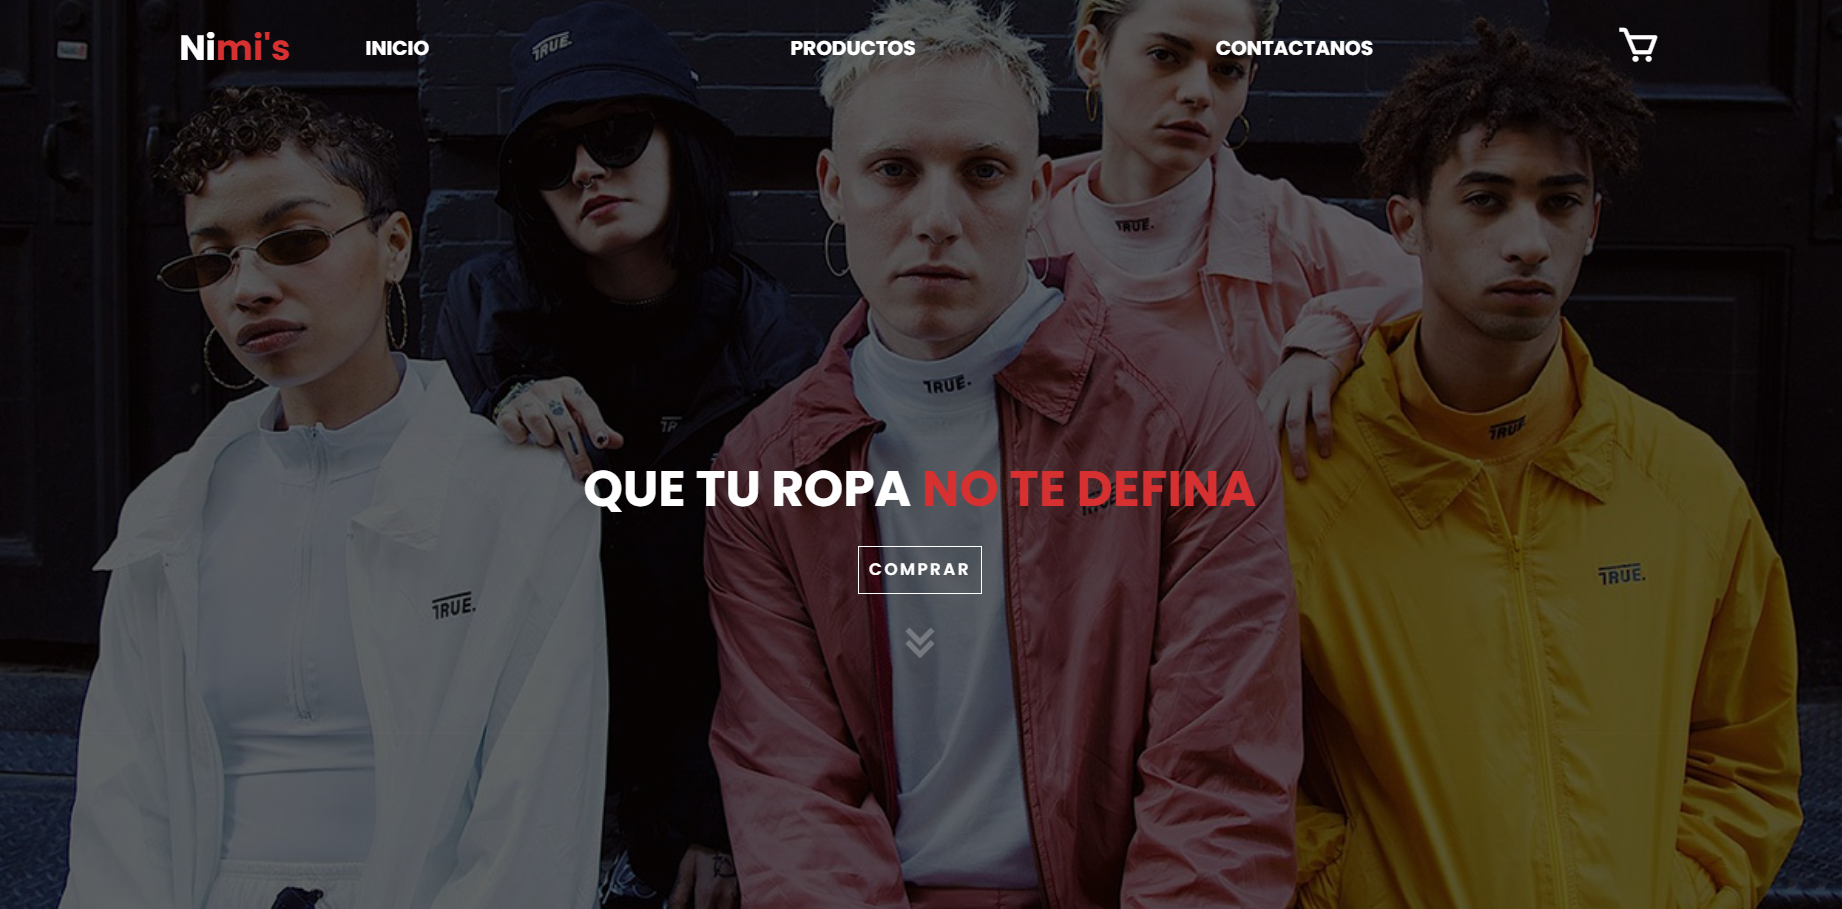 Nimi's
INICIO
PRODUCTOS
CONTACTANOS
TRUE.
TRUE.
TRUE.
TRUE.
QUE TU ROPA NO TE DEFINA
COMPRAR
TRUE.
TRUE.